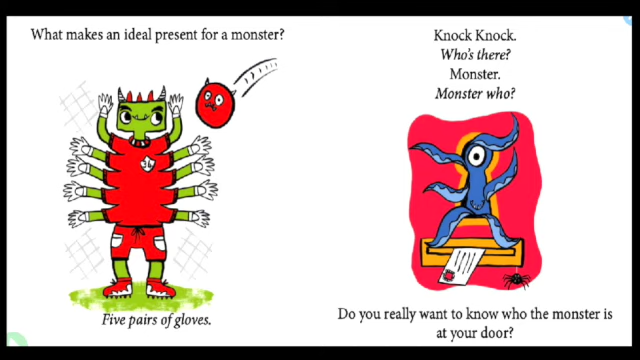 What makes an ideal present for a monster?
Five pairs of gloves.
Knock Knock.
Who's there?
Monster.
Monster who?
Do you really want to know who the monster is
at your door?